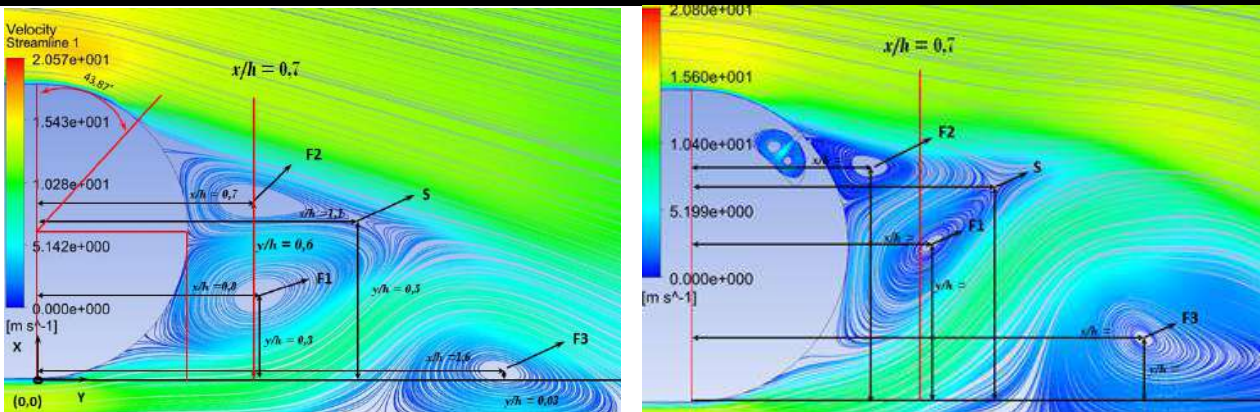 Velocity
Streamline 1
2.057e+001
1.543e+001
1.028e+001
5.142e+000
0.000e+000
[m s^-1]
43,87°
x/h = 0,7
F2
S
x/h = 0,7
x/h = 1,1
y/h = 0,6
F1
x/h = 0,8
y/h = 0,5
y/h = 0,3
F3
x/h = 1,6
y/h = 0,03
X
Y
(0,0)
2.080e+001
1.560e+001
1.040e+001
5.199e+000
0.000e+000
[m s^-1]
x/h = 0,7
F2
x/h =
S
F1
x/h =
y/h =
F3
x/h =
y/h =